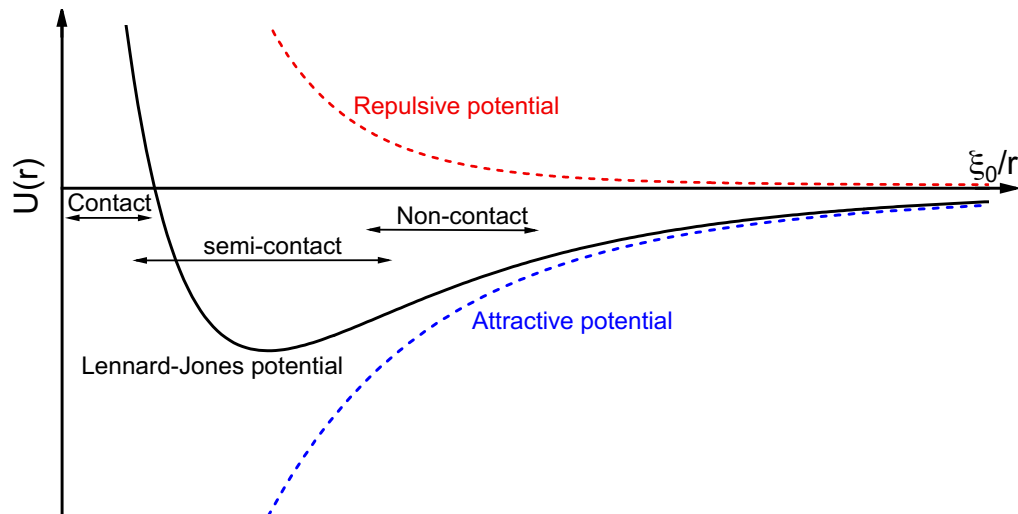 Repulsive potential
ξ₀/r
U(r)
Contact
Non-contact
semi-contact
Attractive potential
Lennard-Jones potential